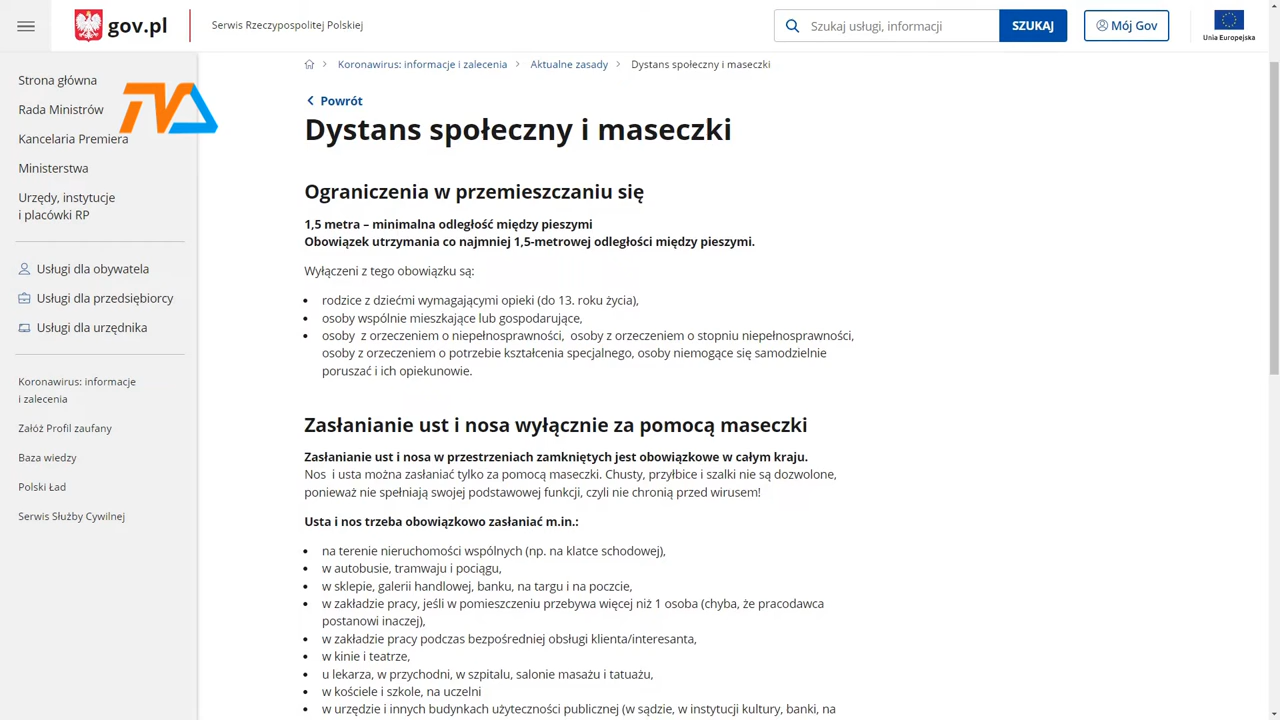 gov.pl
Serwis Rzeczypospolitej Polskiej
Szukaj usługi, informacji
SZUKAJ
Mój Gov
Unia Europejska
Strona główna
Rada Ministrów
Kancelaria Premiera
Ministerstwa
Urzędy, instytucje
i placówki RP
Usługi dla obywatela
Usługi dla przedsiębiorcy
Usługi dla urzędnika
Koronawirus: informacje
i zalecenia
Załóż Profil zaufany
Baza wiedzy
Polski Ład
Serwis Służby Cywilnej
TVA
Koronawirus: informacje i zalecenia
Aktualne zasady
Dystans społeczny i maseczki
Powrót
Dystans społeczny i maseczki
Ograniczenia w przemieszczaniu się
1,5 metra – minimalna odległość między pieszymi
Obowiązek utrzymania co najmniej 1,5-metrowej odległości między pieszymi.
Wyłączeni z tego obowiązku są:
rodzice z dziećmi wymagającymi opieki (do 13. roku życia),
osoby wspólnie mieszkające lub gospodarujące,
osoby z orzeczeniem o niepełnosprawności, osoby z orzeczeniem o stopniu niepełnosprawności,
osoby z orzeczeniem o potrzebie kształcenia specjalnego, osoby niemogące się samodzielnie
poruszać i ich opiekunowie.
Zasłanianie ust i nosa wyłącznie za pomocą maseczki
Zasłanianie ust i nosa w przestrzeniach zamkniętych jest obowiązkowe w całym kraju.
Nos i usta można zasłaniać tylko za pomocą maseczki. Chusty, przyłbice i szalki nie są dozwolone,
ponieważ nie spełniają swojej podstawowej funkcji, czyli nie chronią przed wirusem!
Usta i nos trzeba obowiązkowo zasłaniać m.in.:
na terenie nieruchomości wspólnych (np. na klatce schodowej),
w autobusie, tramwaju i pociągu,
w sklepie, galerii handlowej, banku, na targu i na poczcie,
w zakładzie pracy, jeśli w pomieszczeniu przebywa więcej niż 1 osoba (chyba, że pracodawca
postanowi inaczej),
w zakładzie pracy podczas bezpośredniej obsługi klienta/interesanta,
w kinie i teatrze,
u lekarza, w przychodni, w szpitalu, salonie masażu i tatuażu,
w kościele i szkole, na uczelni
w urzędzie i innych budynkach użyteczności publicznej (w sądzie, w instytucji kultury, banki, na